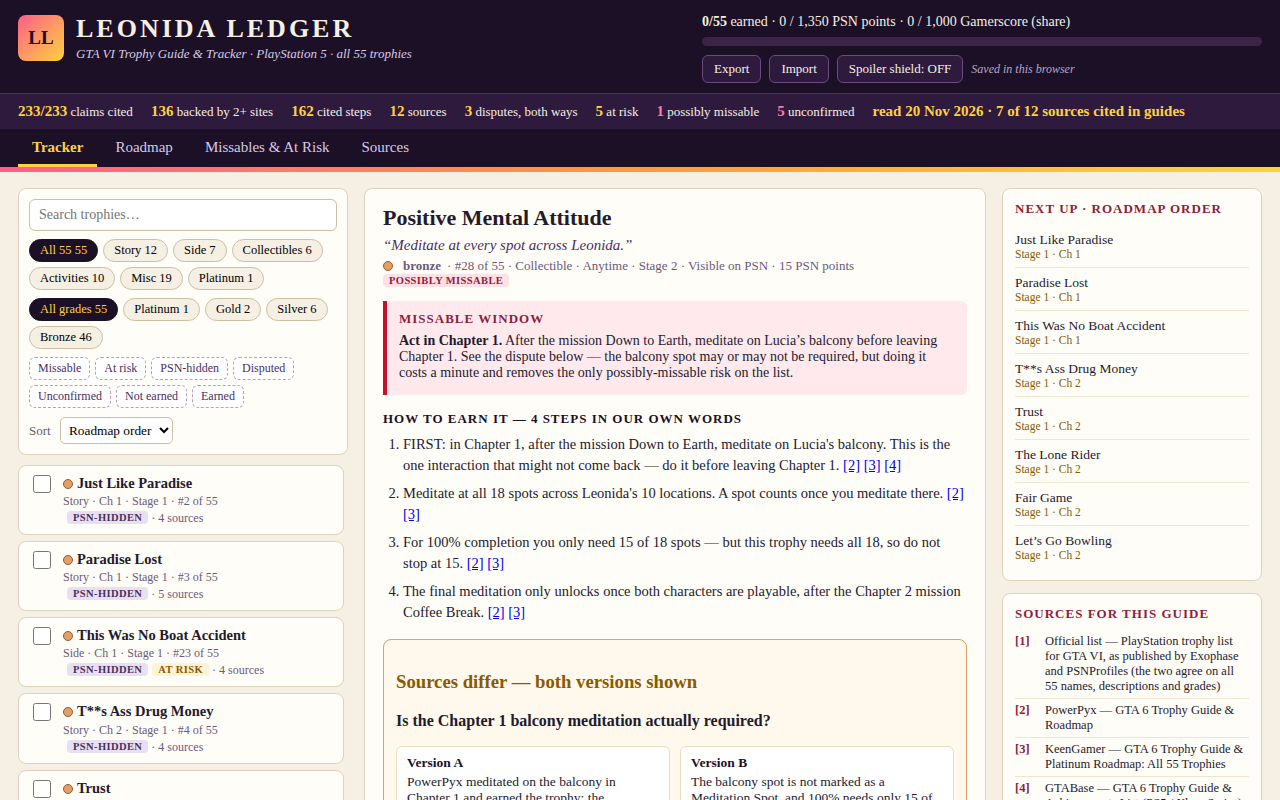 LL
LEONIDA LEDGER
GTA VI Trophy Guide & Tracker · PlayStation 5 · all 55 trophies
0/55 earned · 0 / 1,350 PSN points · 0 / 1,000 Gamerscore (share)
Export Import Spoiler shield: OFF Saved in this browser
233/233 claims cited 136 backed by 2+ sites 162 cited steps 12 sources 3 disputes, both ways 5 at risk 1 possibly missable 5 unconfirmed read 20 Nov 2026 · 7 of 12 sources cited in guides
Tracker Roadmap Missables & At Risk Sources
Search trophies…
All 55 55 Story 12 Side 7 Collectibles 6
Activities 10 Misc 19 Platinum 1
All grades 55 Platinum 1 Gold 2 Silver 6
Bronze 46
Missable At risk PSN-hidden Disputed
Unconfirmed Not earned Earned
Sort Roadmap order
Just Like Paradise
Story · Ch 1 · Stage 1 · #2 of 55
PSN-HIDDEN · 4 sources
Paradise Lost
Story · Ch 1 · Stage 1 · #3 of 55
PSN-HIDDEN · 5 sources
This Was No Boat Accident
Side · Ch 1 · Stage 1 · #23 of 55
PSN-HIDDEN AT RISK · 4 sources
T**s Ass Drug Money
Story · Ch 2 · Stage 1 · #4 of 55
PSN-HIDDEN · 4 sources
Trust
Positive Mental Attitude
“Meditate at every spot across Leonida.”
bronze · #28 of 55 · Collectible · Anytime · Stage 2 · Visible on PSN · 15 PSN points
POSSIBLY MISSABLE
MISSABLE WINDOW
Act in Chapter 1. After the mission Down to Earth, meditate on Lucia’s balcony before leaving
Chapter 1. See the dispute below — the balcony spot may or may not be required, but doing it
costs a minute and removes the only possibly-missable risk on the list.
HOW TO EARN IT — 4 STEPS IN OUR OWN WORDS
1. FIRST: in Chapter 1, after the mission Down to Earth, meditate on Lucia's balcony. This is the
one interaction that might not come back — do it before leaving Chapter 1. [2] [3] [4]
2. Meditate at all 18 spots across Leonida's 10 locations. A spot counts once you meditate there. [2]
[3]
3. For 100% completion you only need 15 of 18 spots — but this trophy needs all 18, so do not
stop at 15. [2] [3]
4. The final meditation only unlocks once both characters are playable, after the Chapter 2 mission
Coffee Break. [2] [3]
Sources differ — both versions shown
Is the Chapter 1 balcony meditation actually required?
Version A
PowerPyx meditated on the balcony in
Chapter 1 and earned the trophy; the
Version B
The balcony spot is not marked as a
Meditation Spot, and 100% needs only 15 of
NEXT UP · ROADMAP ORDER
Just Like Paradise
Stage 1 · Ch 1
Paradise Lost
Stage 1 · Ch 1
This Was No Boat Accident
Stage 1 · Ch 1
T**s Ass Drug Money
Stage 1 · Ch 2
Trust
Stage 1 · Ch 2
The Lone Rider
Stage 1 · Ch 2
Fair Game
Stage 1 · Ch 2
Let’s Go Bowling
Stage 1 · Ch 2
SOURCES FOR THIS GUIDE
[1] Official list — PlayStation trophy list
for GTA VI, as published by Exophase
and PSNProfiles (the two agree on all
55 names, descriptions and grades)
[2] PowerPyx — GTA 6 Trophy Guide &
Roadmap
[3] KeenGamer — GTA 6 Trophy Guide &
Platinum Roadmap: All 55 Trophies
[4] GTABase — GTA 6 Trophy Guide &